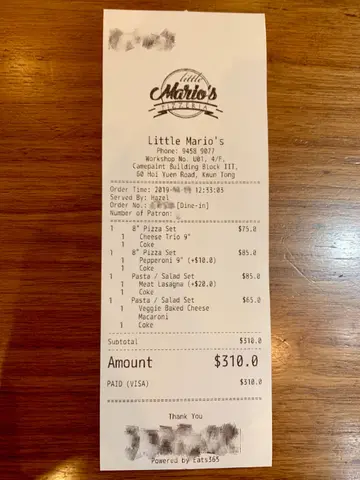 little
Mario's
PIZZERIA
Little Mario's
Phone: 9458 9077
Workshop No. U01, 4/F,
Camepaint Building Block III,
60 Hoi Yuen Road, Kwun Tong
Order Time: 2019- 12:33:05
Served By: Hazel
Order No.: [Dine-in]
Number of Patron:
1 8" Pizza Set $75.0
1 Cheese Trio 9"
1 Coke
1 8" Pizza Set $85.0
1 Pepperoni 9" (+$10.0)
1 Coke
1 Pasta / Salad Set $85.0
1 Meat Lasagna (+$20.0)
1 Coke
1 Pasta / Salad Set $65.0
1 Veggie Baked Cheese
Macaroni
1 Coke
Subtotal $310.0
Amount $310.0
PAID (VISA) $310.0
Thank You
Powered by Eats365